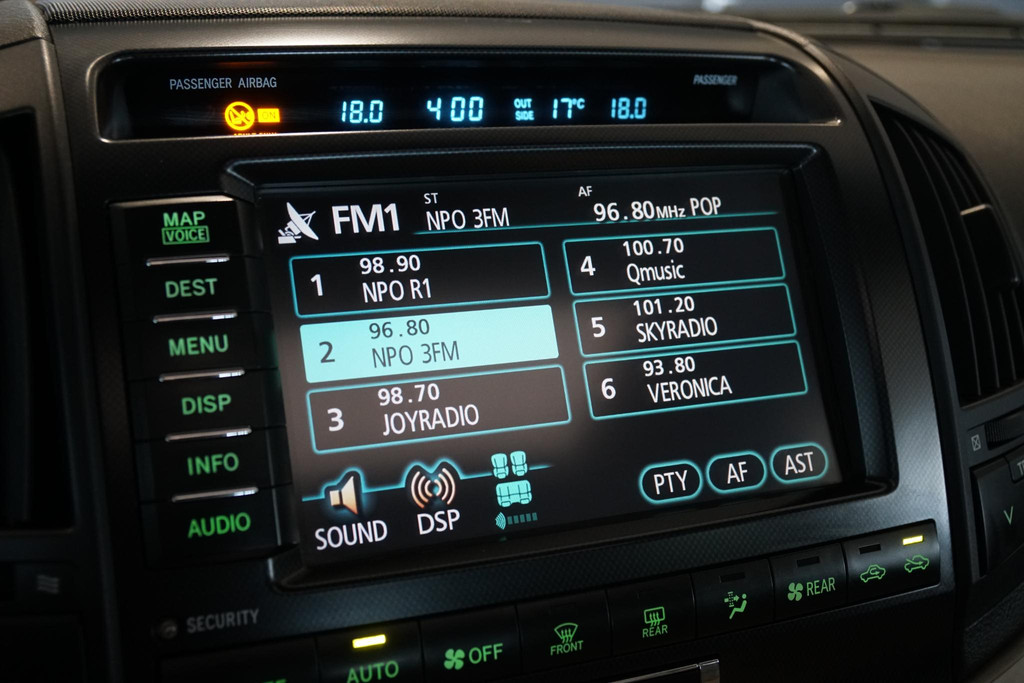 PASSENGER AIRBAG
PASSENGER
ON
18.0
4:00
OUT SIDE
17°C
18.0
MAP
VOICE
DEST
MENU
DISP
INFO
AUDIO
FM1
ST
NPO 3FM
AF
96.80MHz POP
1
98.90
NPO R1
2
96.80
NPO 3FM
3
98.70
JOYRADIO
4
100.70
Qmusic
5
101.20
SKYRADIO
6
93.80
VERONICA
SOUND
DSP
PTY
AF
AST
SECURITY
AUTO
OFF
FRONT
REAR
REAR